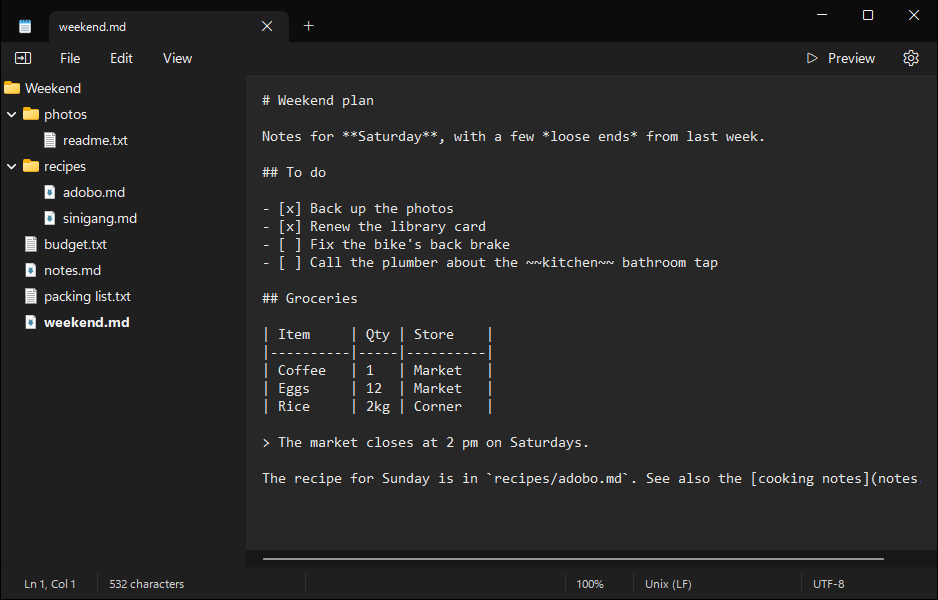 weekend.md
File Edit View Preview
Weekend
photos
readme.txt
recipes
adobo.md
sinigang.md
budget.txt
notes.md
packing list.txt
weekend.md
# Weekend plan
Notes for **Saturday**, with a few *loose ends* from last week.
## To do
- [x] Back up the photos
- [x] Renew the library card
- [ ] Fix the bike's back brake
- [ ] Call the plumber about the ~~kitchen~~ bathroom tap
## Groceries
| Item     | Qty | Store    |
|----------|-----|----------|
| Coffee   | 1   | Market   |
| Eggs     | 12  | Market   |
| Rice     | 2kg | Corner   |
> The market closes at 2 pm on Saturdays.
The recipe for Sunday is in `recipes/adobo.md`. See also the [cooking notes](notes.
Ln 1, Col 1 532 characters 100% Unix (LF) UTF-8